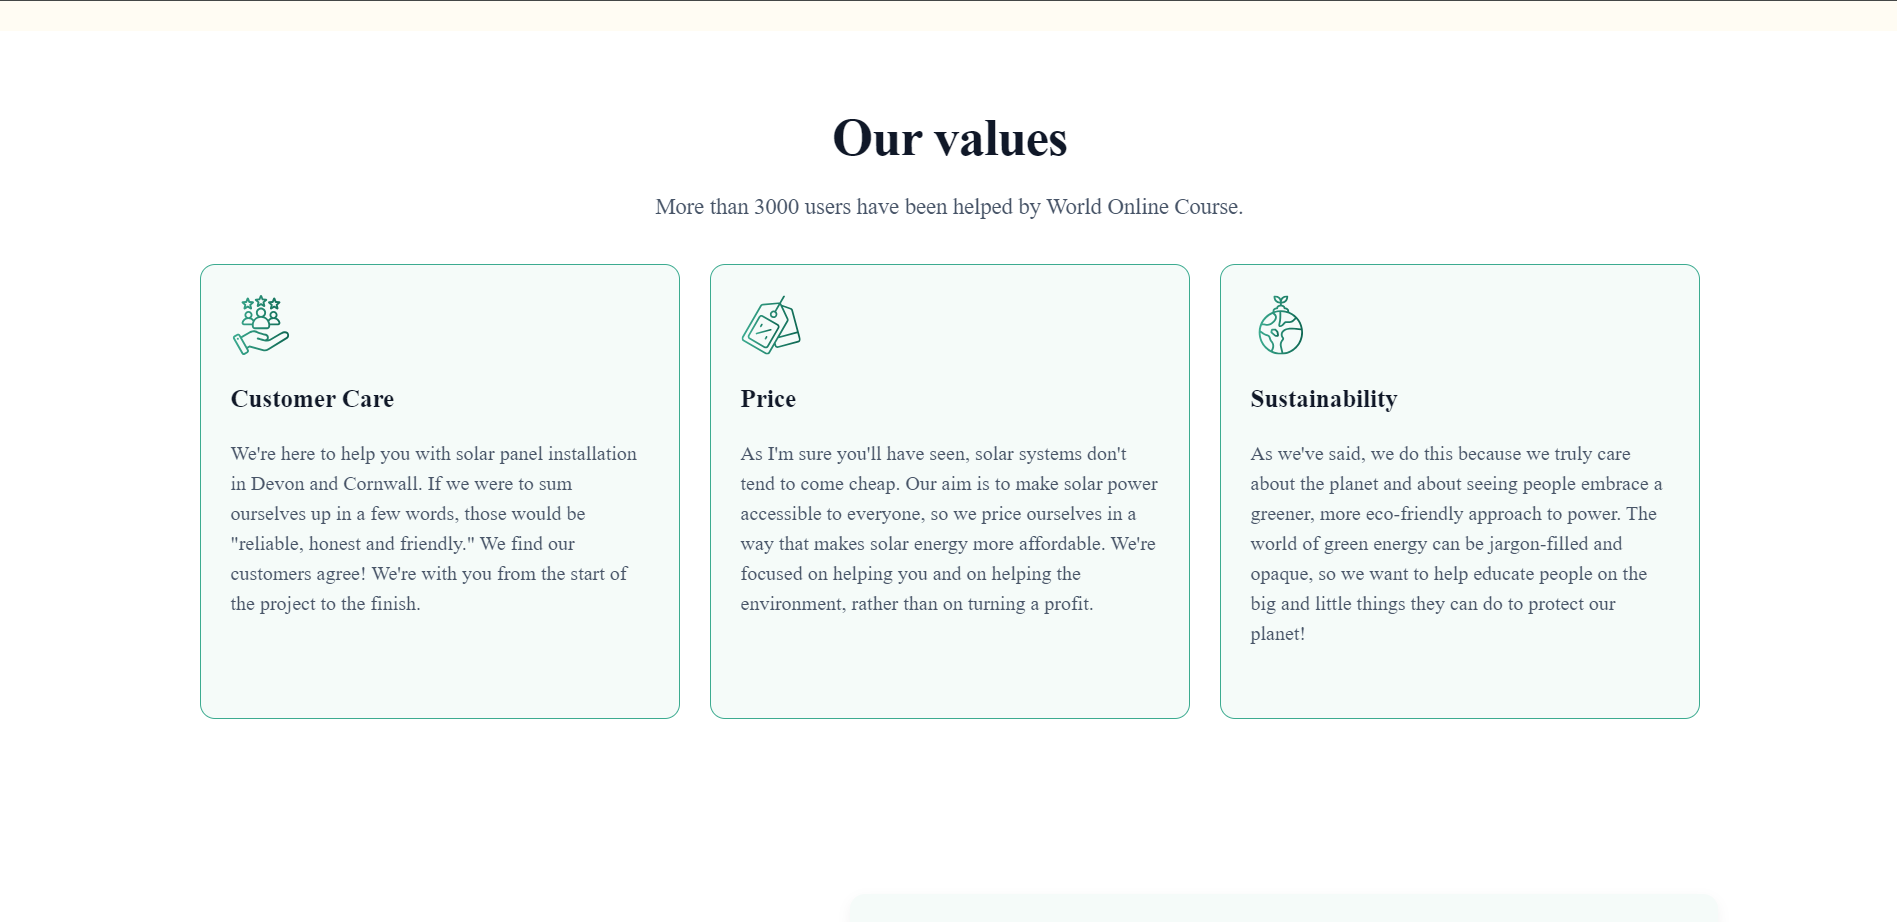 Our values
More than 3000 users have been helped by World Online Course.
Customer Care
We're here to help you with solar panel installation
in Devon and Cornwall. If we were to sum
ourselves up in a few words, those would be
"reliable, honest and friendly." We find our
customers agree! We're with you from the start of
the project to the finish.
Price
As I'm sure you'll have seen, solar systems don't
tend to come cheap. Our aim is to make solar power
accessible to everyone, so we price ourselves in a
way that makes solar energy more affordable. We're
focused on helping you and on helping the
environment, rather than on turning a profit.
Sustainability
As we've said, we do this because we truly care
about the planet and about seeing people embrace a
greener, more eco-friendly approach to power. The
world of green energy can be jargon-filled and
opaque, so we want to help educate people on the
big and little things they can do to protect our
planet!